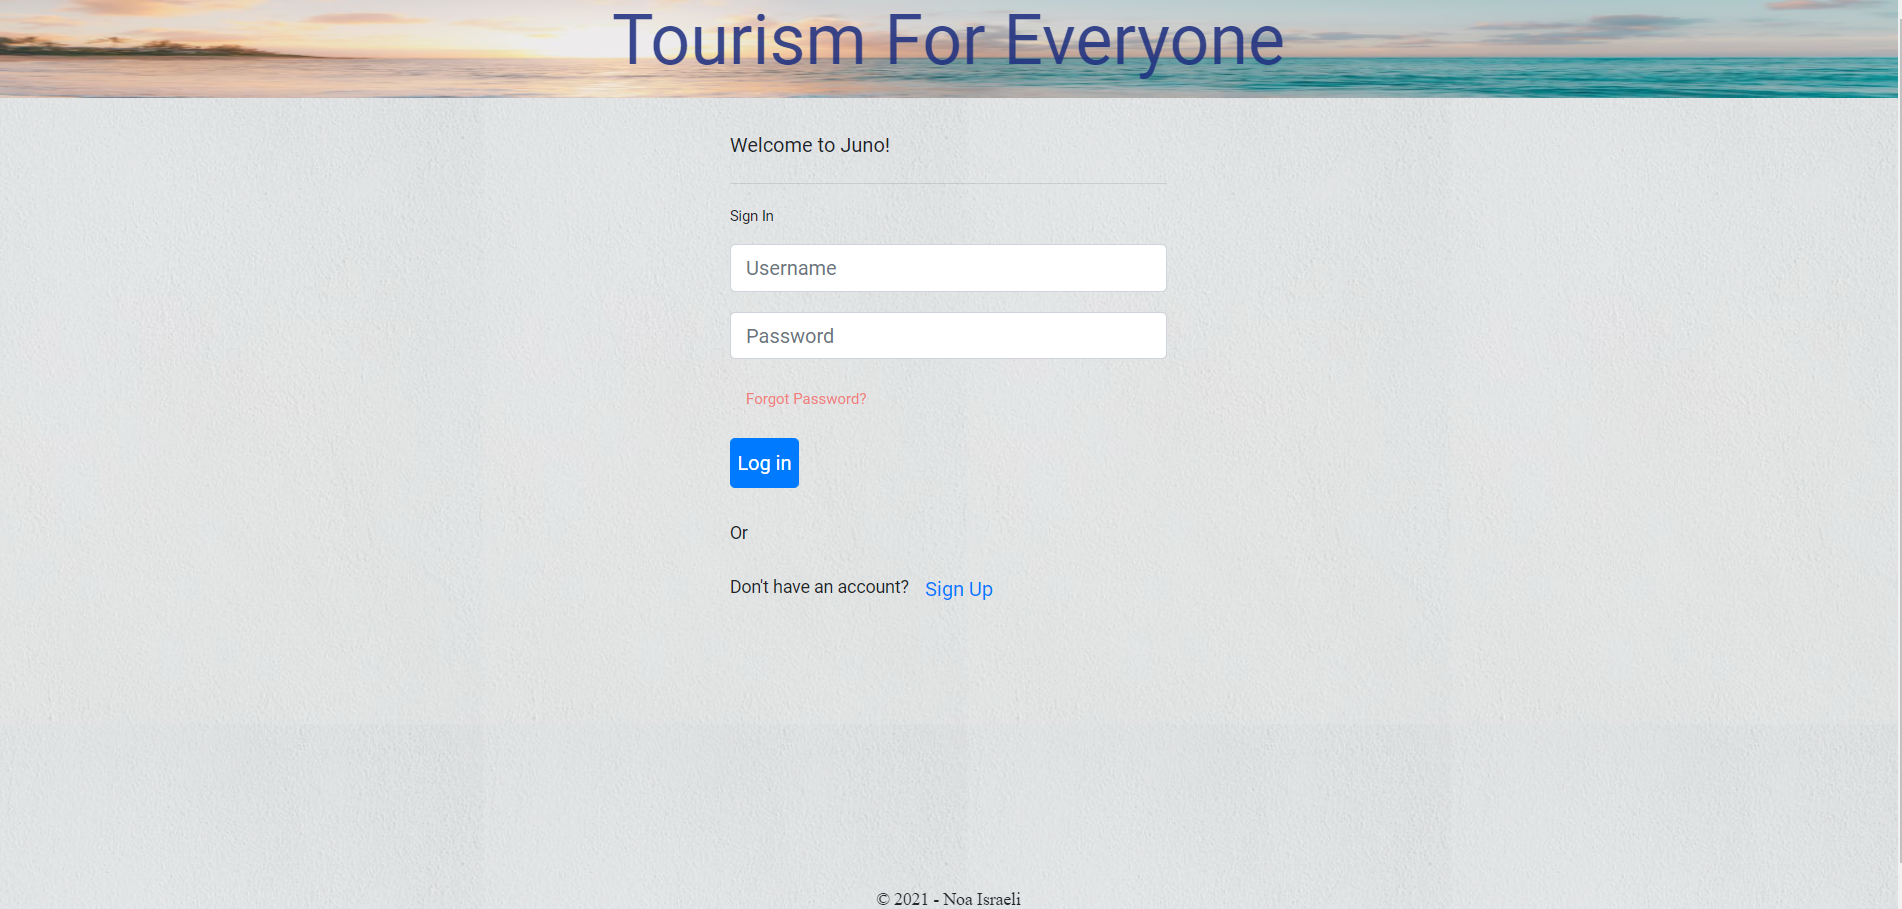 Tourism For Everyone
Welcome to Juno!
Sign In
Username
Password
Forgot Password?
Log in
Or
Don't have an account? Sign Up
© 2021 - Noa Israeli